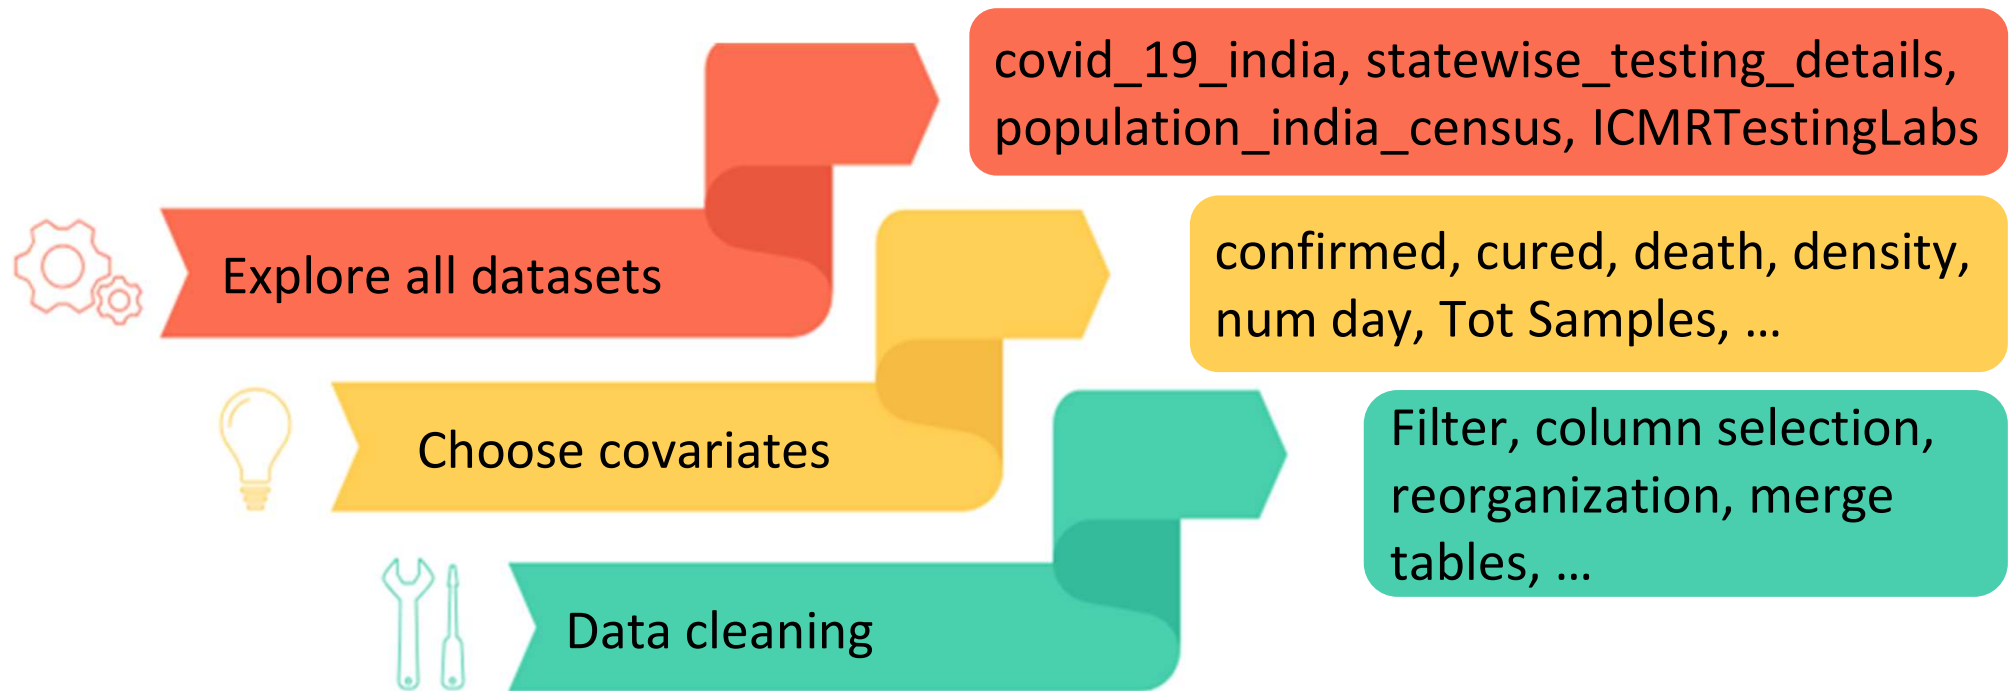 Explore all datasets
covid_19_india, statewise_testing_details,
population_india_census, ICMRTestingLabs
Choose covariates
confirmed, cured, death, density,
num day, Tot Samples, …
Data cleaning
Filter, column selection,
reorganization, merge
tables, …